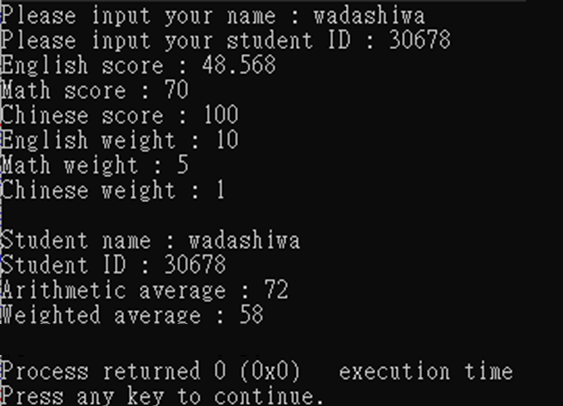 Please input your name : wadashiwa
Please input your student ID : 30678
English score : 48.568
Math score : 70
Chinese score : 100
English weight : 10
Math weight : 5
Chinese weight : 1
Student name : wadashiwa
Student ID : 30678
Arithmetic average : 72
Weighted average : 58
Process returned 0 (0x0)   execution time
Press any key to continue.